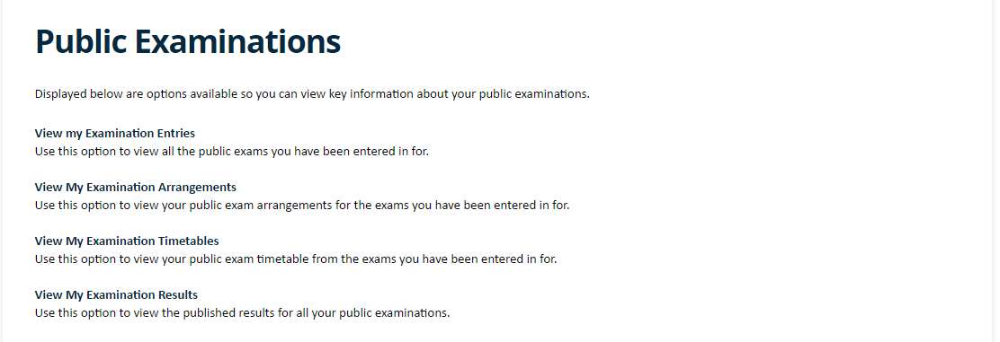 Public Examinations
Displayed below are options available so you can view key information about your public examinations.
View my Examination Entries
Use this option to view all the public exams you have been entered in for.
View My Examination Arrangements
Use this option to view your public exam arrangements for the exams you have been entered in for.
View My Examination Timetables
Use this option to view your public exam timetable from the exams you have been entered in for.
View My Examination Results
Use this option to view the published results for all your public examinations.